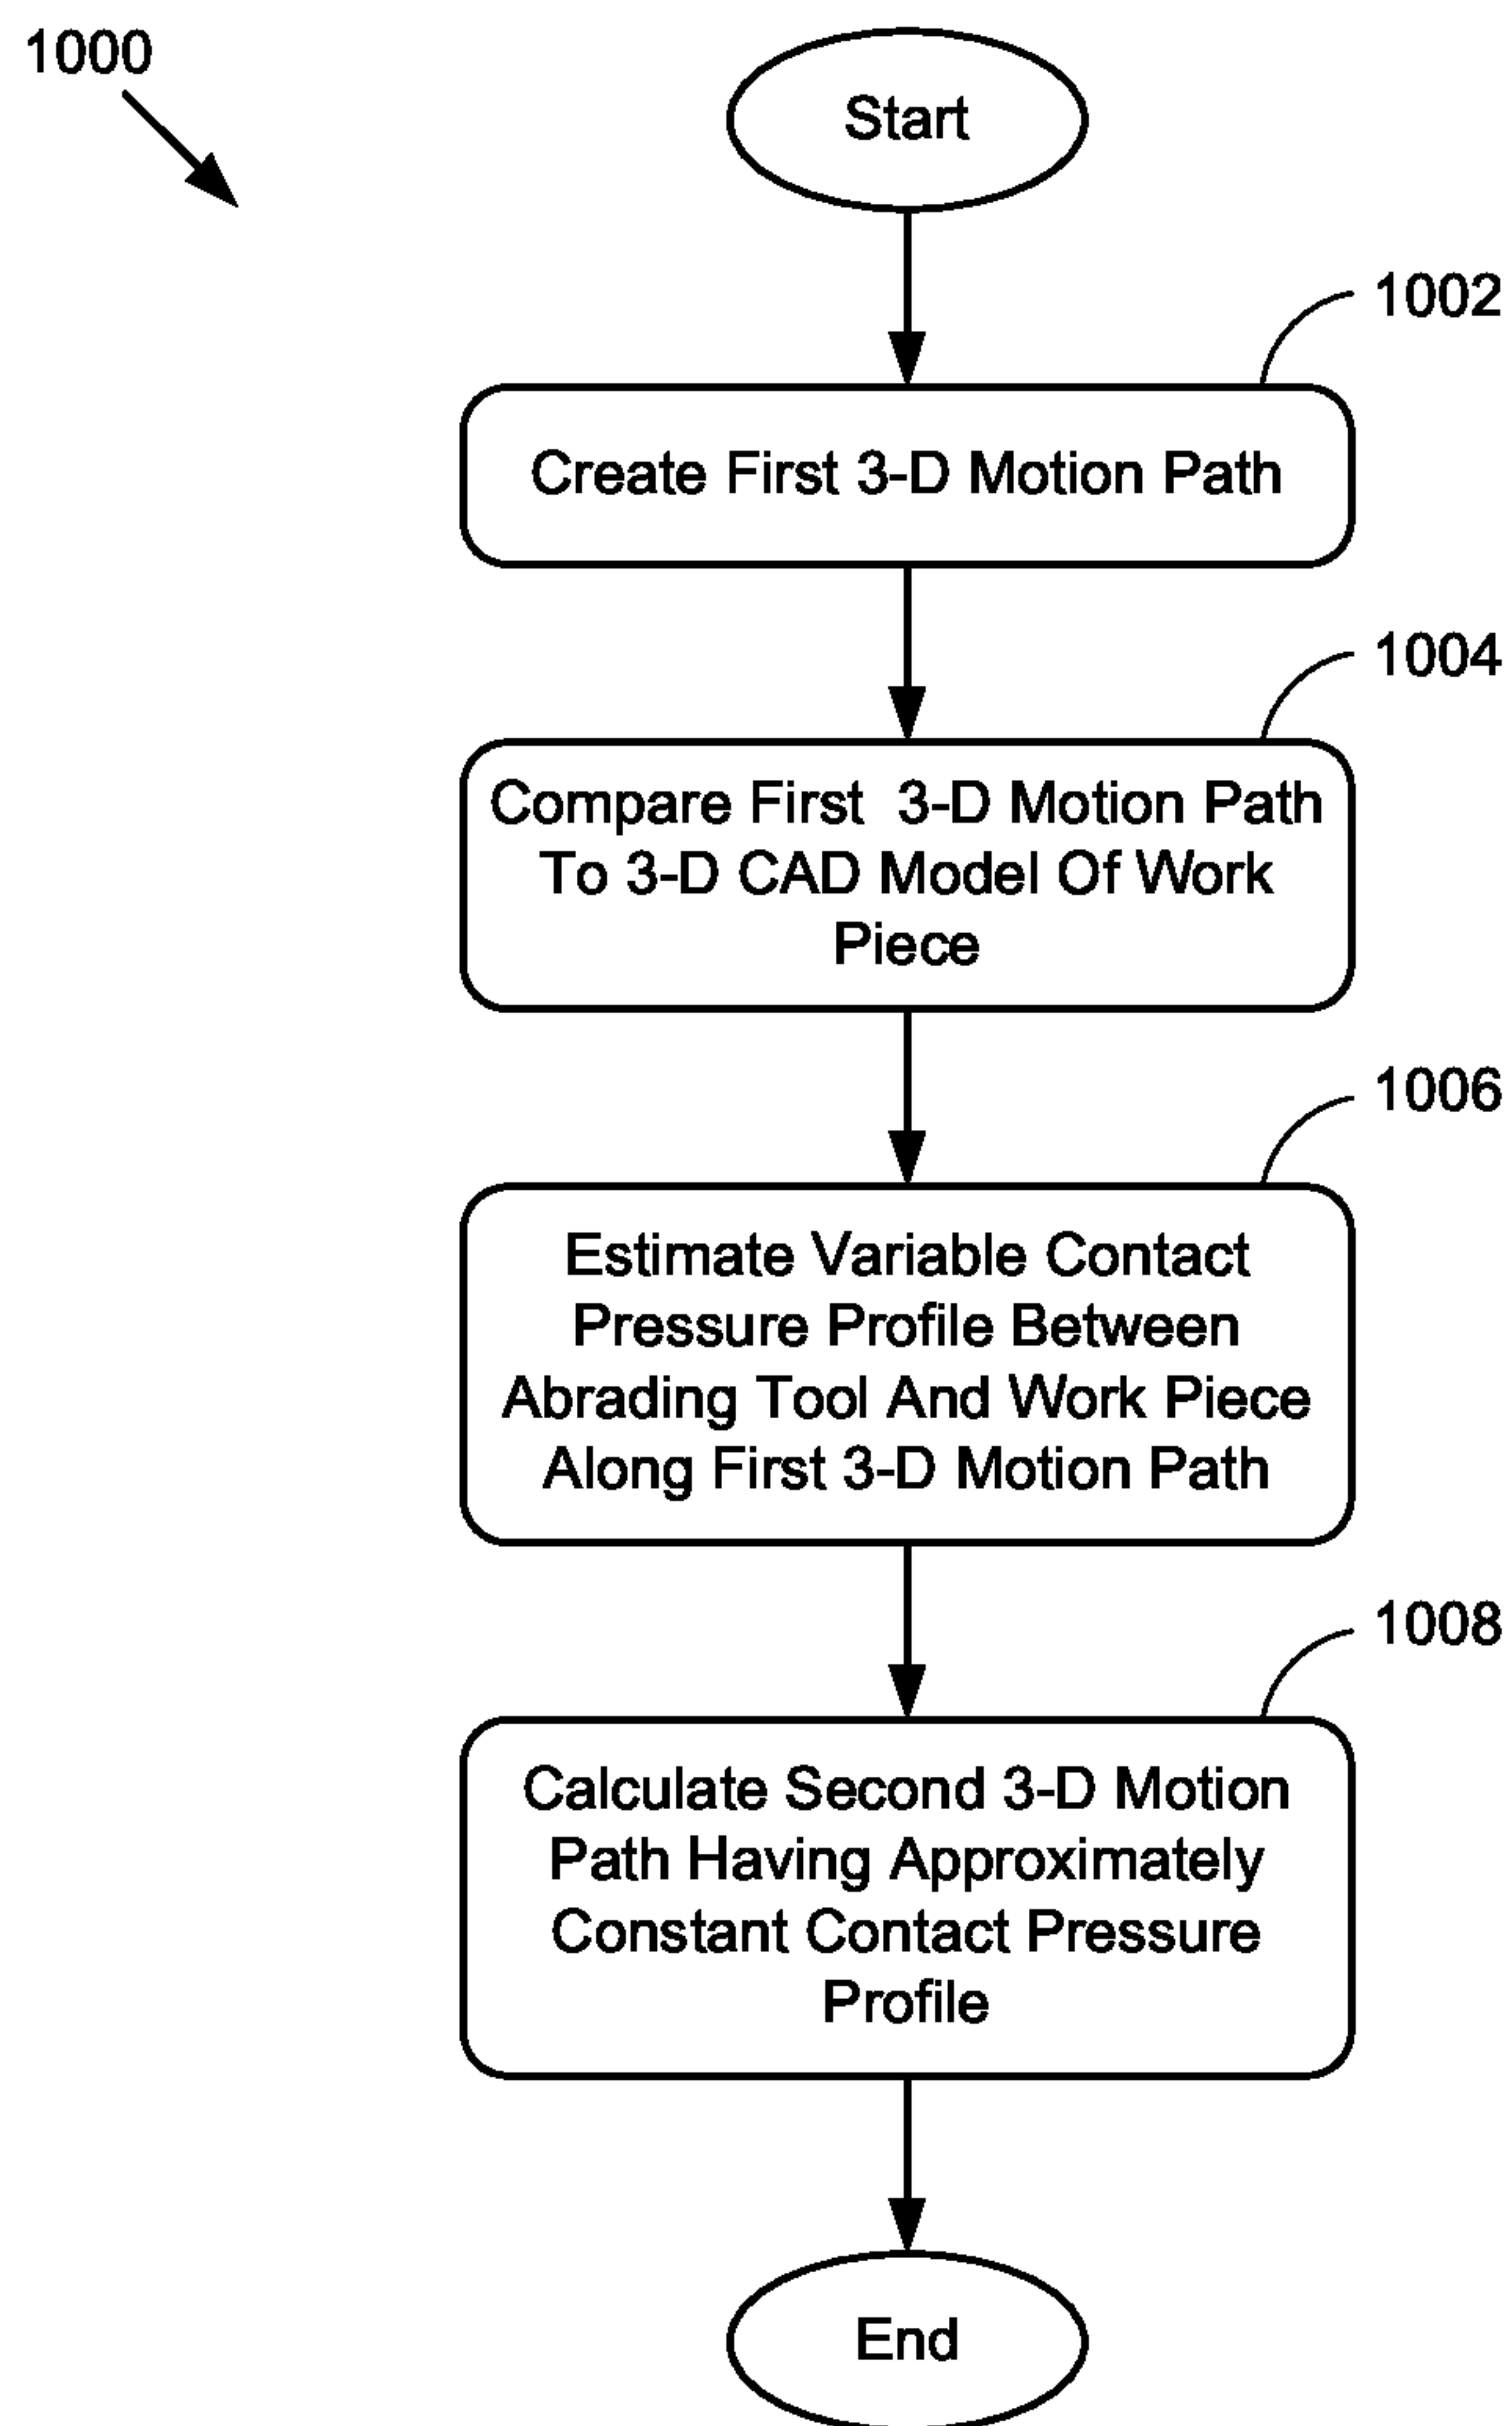 1000
Start
1002
Create First 3-D Motion Path
1004
Compare First 3-D Motion Path
To 3-D CAD Model Of Work
Piece
1006
Estimate Variable Contact
Pressure Profile Between
Abrading Tool And Work Piece
Along First 3-D Motion Path
1008
Calculate Second 3-D Motion
Path Having Approximately
Constant Contact Pressure
Profile
End